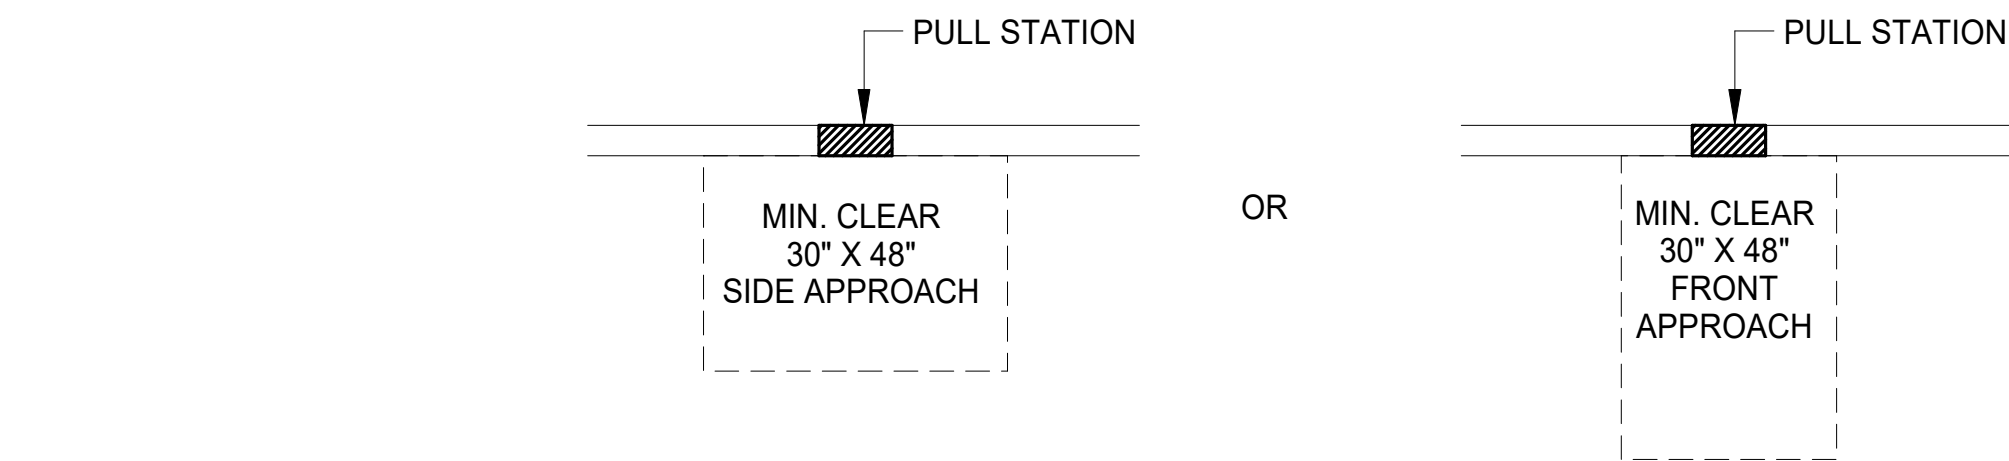 PULL STATION
MIN. CLEAR
30" X 48"
SIDE APPROACH
OR
PULL STATION
MIN. CLEAR
30" X 48"
FRONT
APPROACH